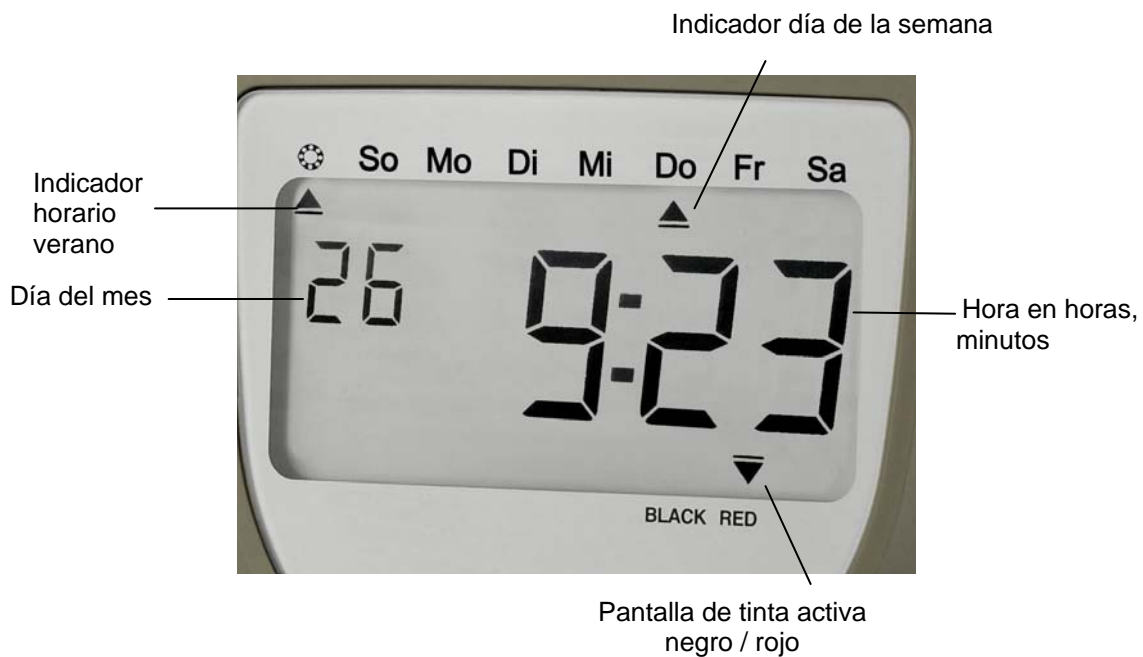 Indicador día de la semana
So Mo Di Mi Do Fr Sa
Indicador
horario
verano
26
9:23
Día del mes
Hora en horas,
minutos
BLACK RED
Pantalla de tinta activa
negro / rojo